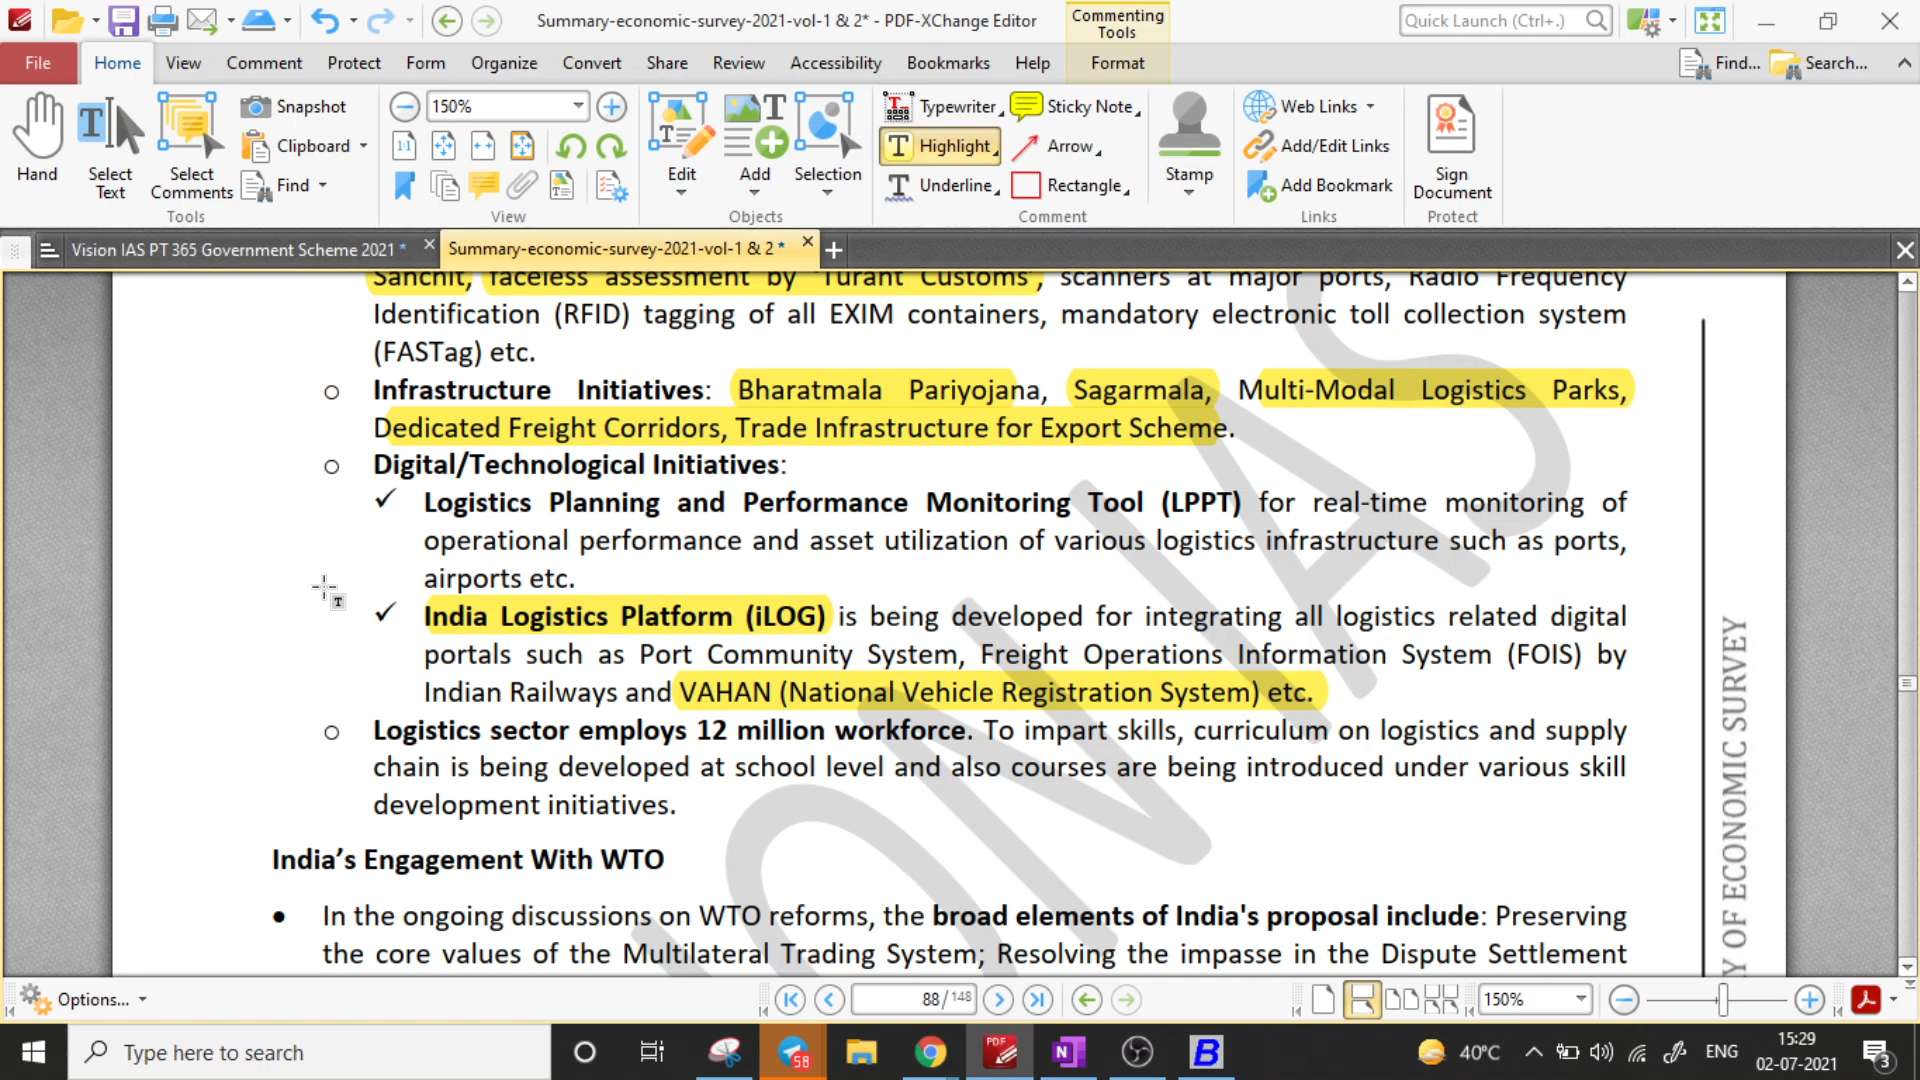 Summary-economic-survey-2021-vol-1 & 2* - PDF-XChange Editor
Commenting Tools
Quick Launch (Ctrl+.)
File Home View Comment Protect Form Organize Convert Share Review Accessibility Bookmarks Help Format Find... Search...
Hand
Select Text
Select Comments
Snapshot
Clipboard
Find
Tools
150%
View
Edit
Add
Selection
Objects
Typewriter
Sticky Note
Highlight
Arrow
Underline
Rectangle
Stamp
Comment
Web Links
Add/Edit Links
Add Bookmark
Links
Sign Document
Protect
Vision IAS PT 365 Government Scheme 2021 *
Summary-economic-survey-2021-vol-1 & 2 *
Sanchit, faceless assessment by 'Turant Customs', scanners at major ports, Radio Frequency
Identification (RFID) tagging of all EXIM containers, mandatory electronic toll collection system
(FASTag) etc.
o Infrastructure Initiatives: Bharatmala Pariyojana, Sagarmala, Multi-Modal Logistics Parks,
Dedicated Freight Corridors, Trade Infrastructure for Export Scheme.
o Digital/Technological Initiatives:
✓ Logistics Planning and Performance Monitoring Tool (LPPT) for real-time monitoring of
operational performance and asset utilization of various logistics infrastructure such as ports,
airports etc.
✓ India Logistics Platform (iLOG) is being developed for integrating all logistics related digital
portals such as Port Community System, Freight Operations Information System (FOIS) by
Indian Railways and VAHAN (National Vehicle Registration System) etc.
o Logistics sector employs 12 million workforce. To impart skills, curriculum on logistics and supply
chain is being developed at school level and also courses are being introduced under various skill
development initiatives.
India's Engagement With WTO
• In the ongoing discussions on WTO reforms, the broad elements of India's proposal include: Preserving
the core values of the Multilateral Trading System; Resolving the impasse in the Dispute Settlement
Y OF ECONOMIC SURVEY
ON IAS
Options...
88 / 148
150%
Type here to search
58
PDF
N
B
40°C
ENG
15:29
02-07-2021
3